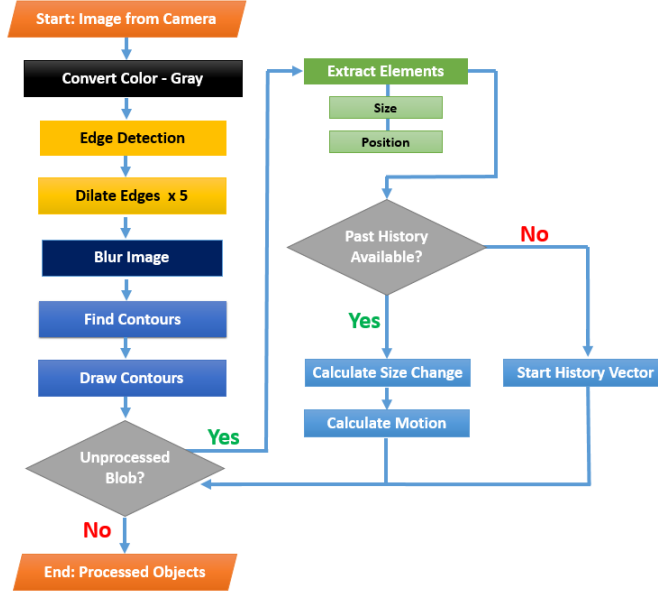 Start: Image from Camera
Convert Color - Gray
Edge Detection
Dilate Edges x 5
Blur Image
Find Contours
Draw Contours
Unprocessed
Blob?
Yes
No
End: Processed Objects
Extract Elements
Size
Position
Past History
Available?
No
Yes
Calculate Size Change
Calculate Motion
Start History Vector